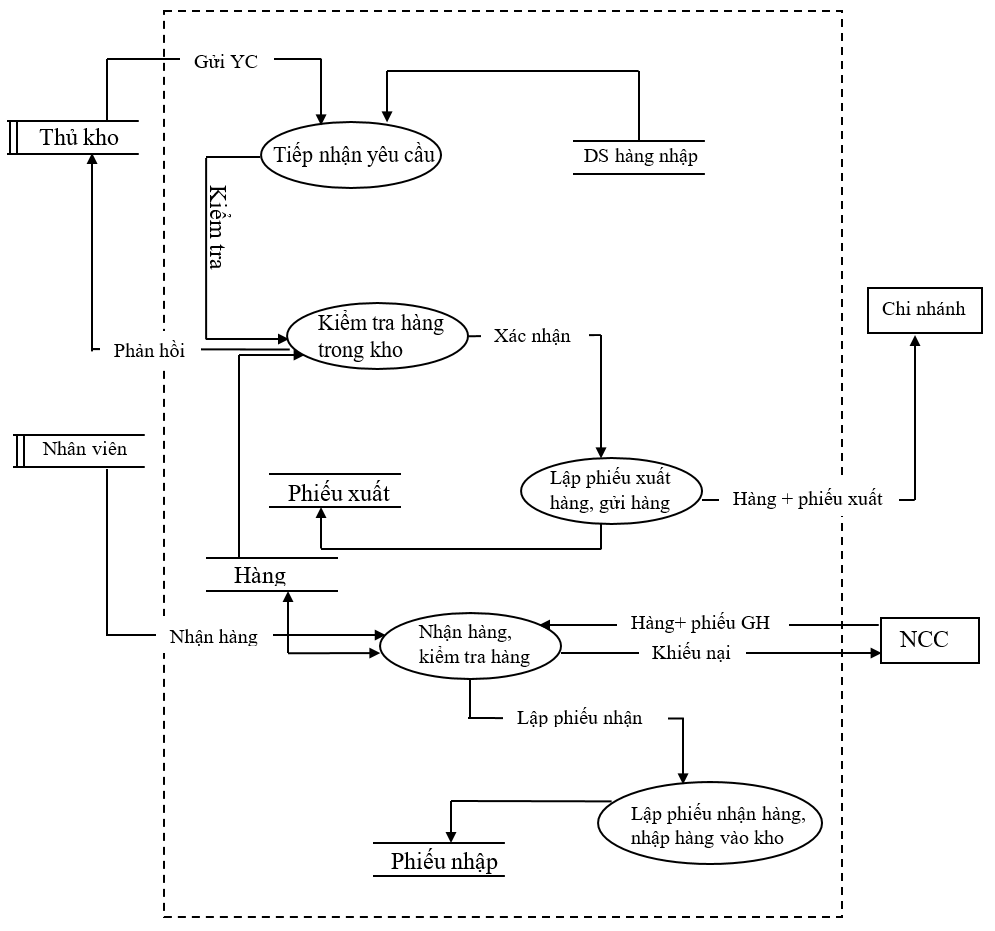 Gửi YC
Thủ kho
Tiếp nhận yêu cầu
DS hàng nhập
Kiểm tra
Chi nhánh
Kiểm tra hàng
trong kho
Xác nhận
Phản hồi
Nhân viên
Lập phiếu xuất
hàng, gửi hàng
Phiếu xuất
Hàng + phiếu xuất
Hàng
Nhận hàng
Nhận hàng,
kiểm tra hàng
Hàng+ phiếu GH
Khiếu nại
NCC
Lập phiếu nhận
Lập phiếu nhận hàng,
nhập hàng vào kho
Phiếu nhập